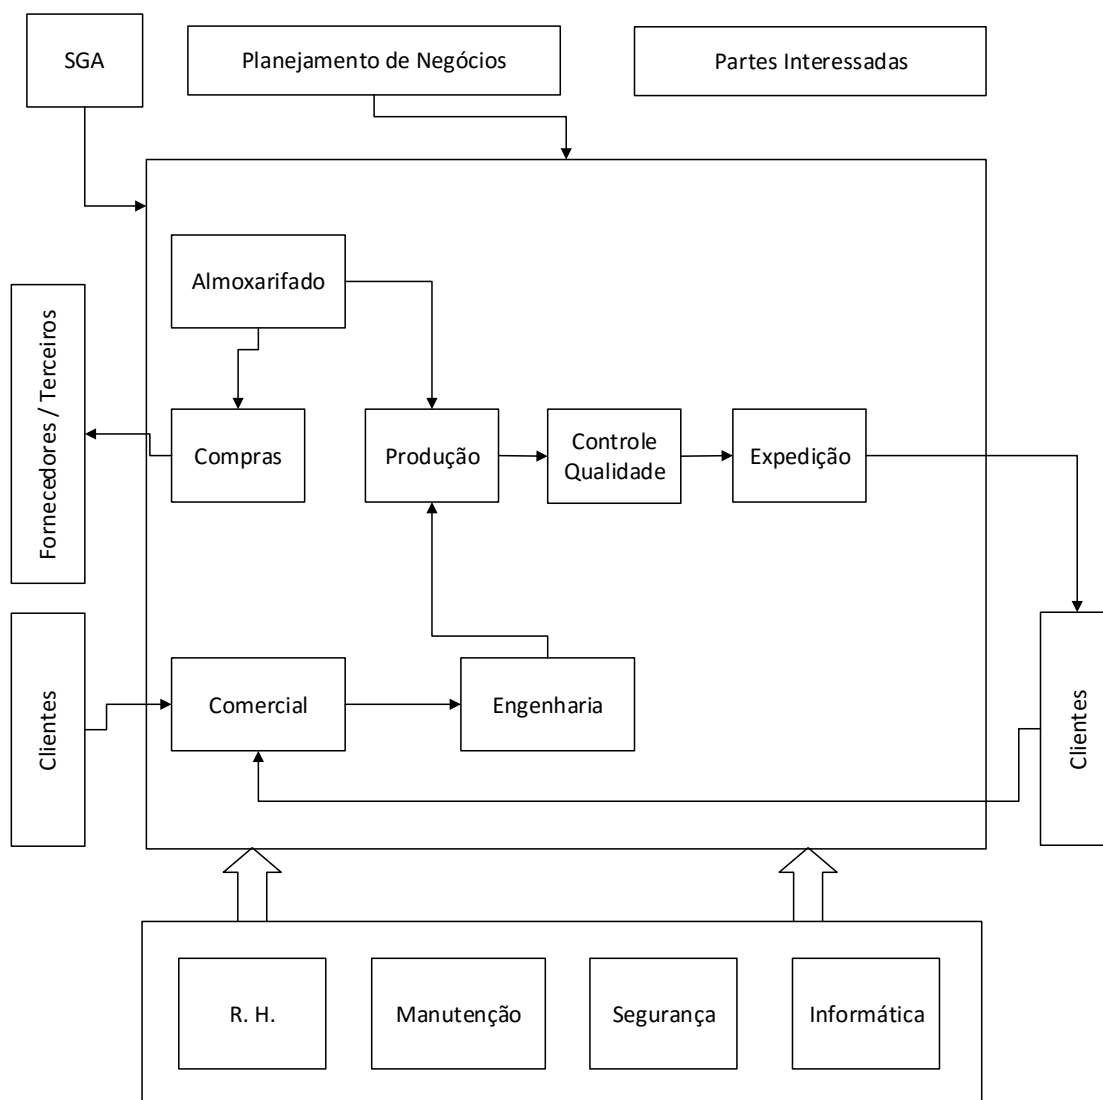 SGA
Planejamento de Negócios
Partes Interessadas
Almoxarifado
Fornecedores / Terceiros
Compras
Produção
Controle
Qualidade
Expedição
Clientes
Comercial
Engenharia
Clientes
R. H.
Manutenção
Segurança
Informática